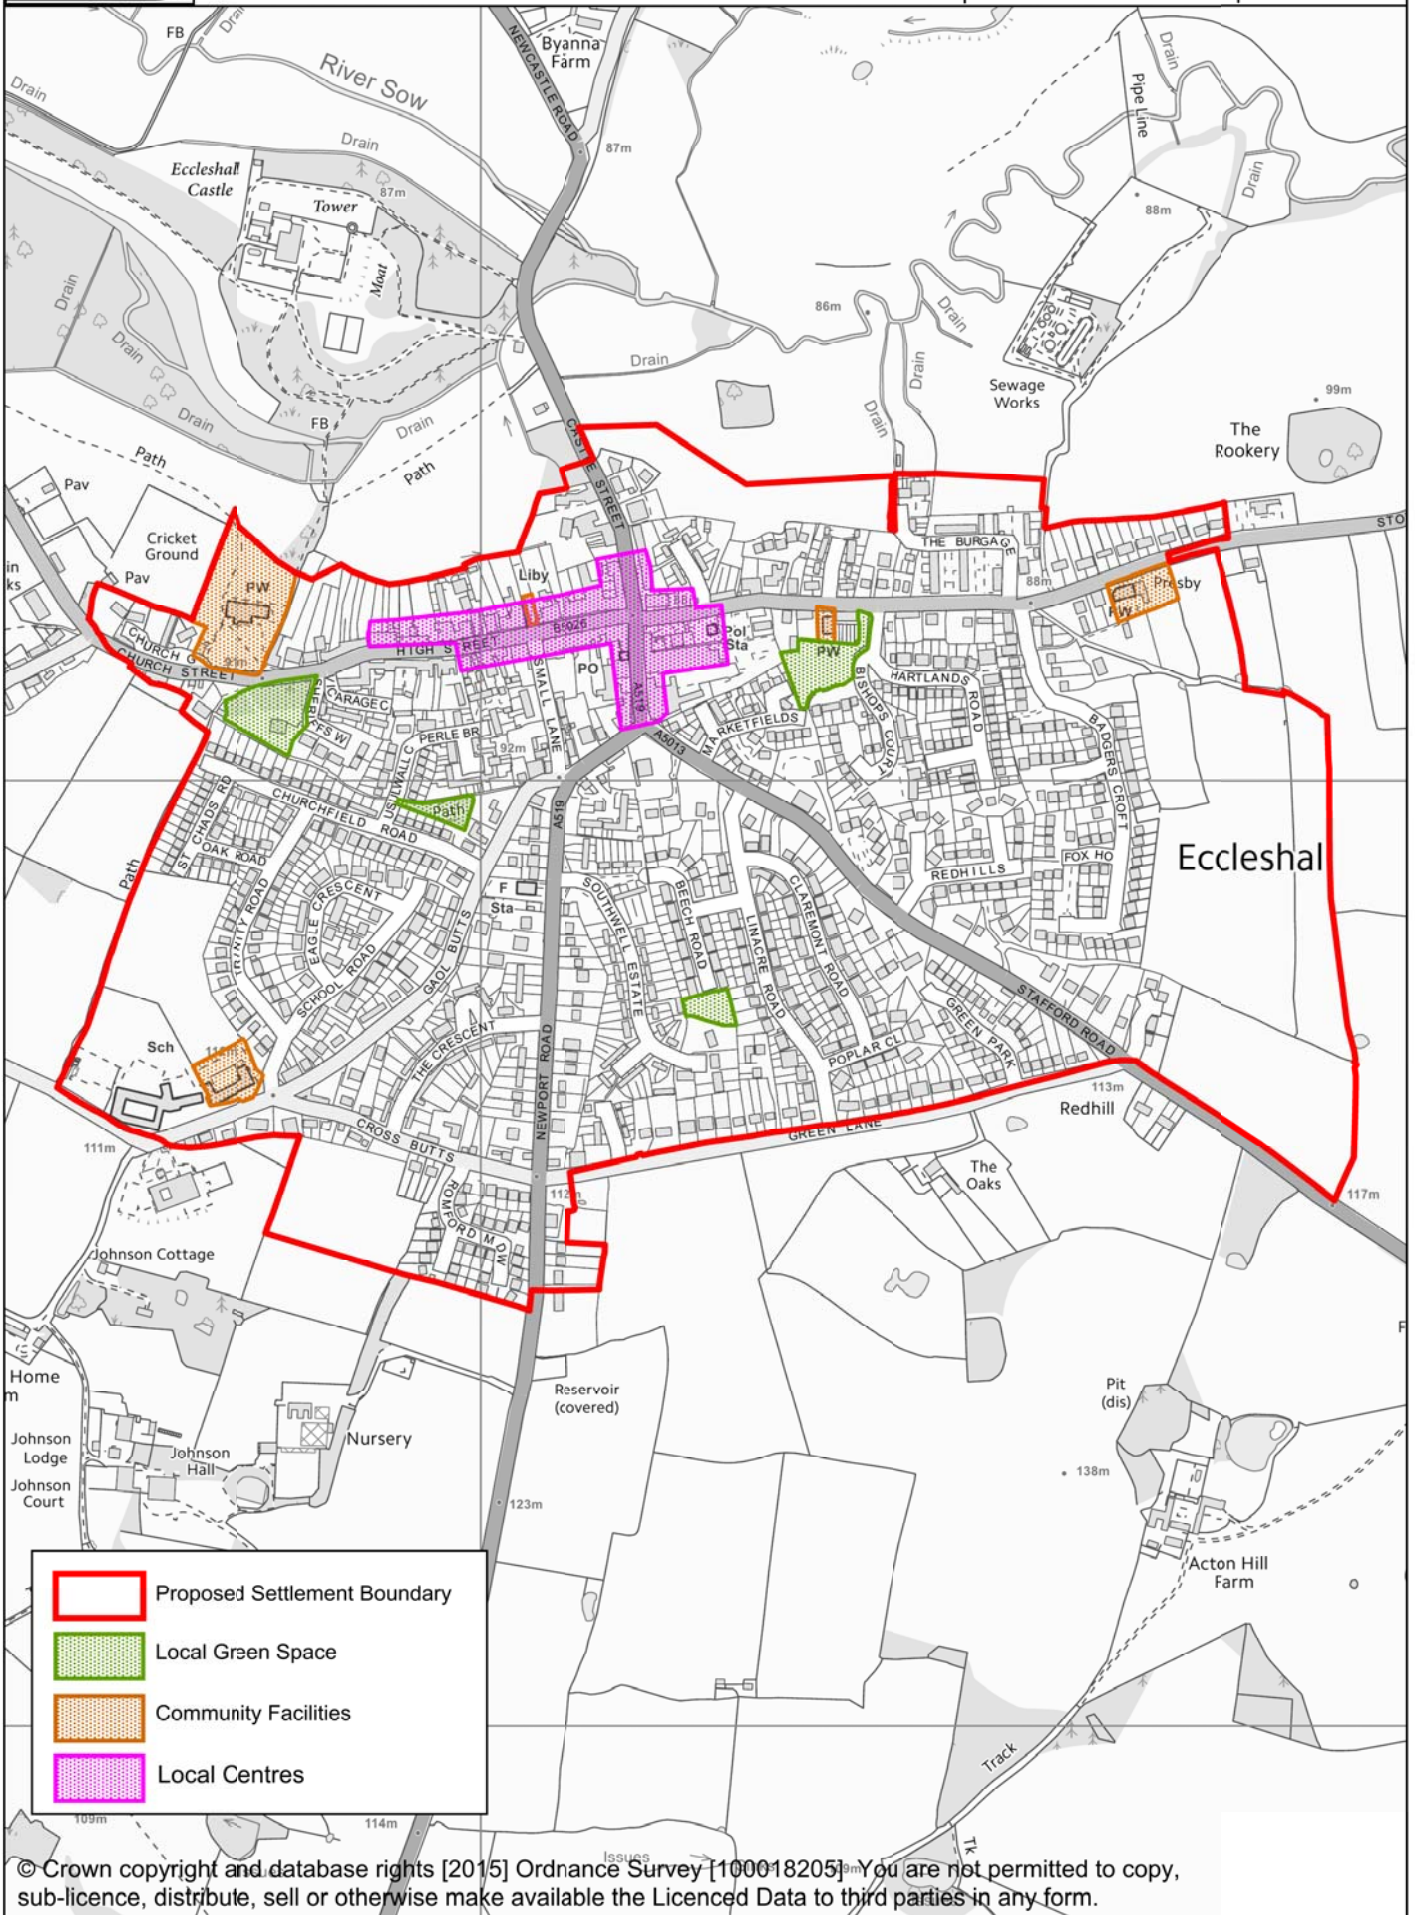 FB
Drain
River Sow
NEWCASTLE ROAD
Byanna
Farm
Drain
Pipe Line
Drain
Drain
87m
Eccleshal
Castle
Tower
87m
Moat
Drain
88m
Drain
Drain
86m
Drain
Drain
Drain
Sewage
Works
99m
Drain
FB
Drain
Drain
The
Rookery
Path
Path
CASTLE STREET
Pav
Cricket
Ground
STO
in
ks
Pav
PW
Liby
THE BURGAGE
88m
Presby
PW
CHURCH C
CHURCH STREET
HIGH STREET
B5026
Pol
Sta
PW
PO
SMALL LANE
A519
BISHOPS COURT
HARTLANDS ROAD
BADGERS CROFT
PERLE BR
92m
MARKETFIELDS
A5013
Path
CHURCHFIELD ROAD
A519
ST CHADS RD
OAK ROAD
Path
TRINITY ROAD
EAGLE CRESCENT
SCHOOL ROAD
GAOL BUTTS
F
Sta
SOUTHWELL ESTATE
BEECH ROAD
LINACRE ROAD
CLAREMONT ROAD
REDHILLS
FOX HO
Eccleshal
THE CRESCENT
NEWPORT ROAD
POPLAR CL
GREEN PARK
STAFFORD ROAD
Sch
111m
CROSS BUTTS
GREEN LANE
113m
Redhill
ROMFORD MDW
112m
The
Oaks
117m
Johnson Cottage
Home
m
Reservoir
(covered)
Pit
(dis)
Johnson
Lodge
Johnson
Hall
Nursery
Johnson
Court
123m
138m
Acton Hill
Farm
Proposed Settlement Boundary
Local Green Space
Community Facilities
Local Centres
Track
109m
114m
Issues
Tk
© Crown copyright and database rights [2015] Ordnance Survey [100018205]. You are not permitted to copy,
sub-licence, distribute, sell or otherwise make available the Licenced Data to third parties in any form.